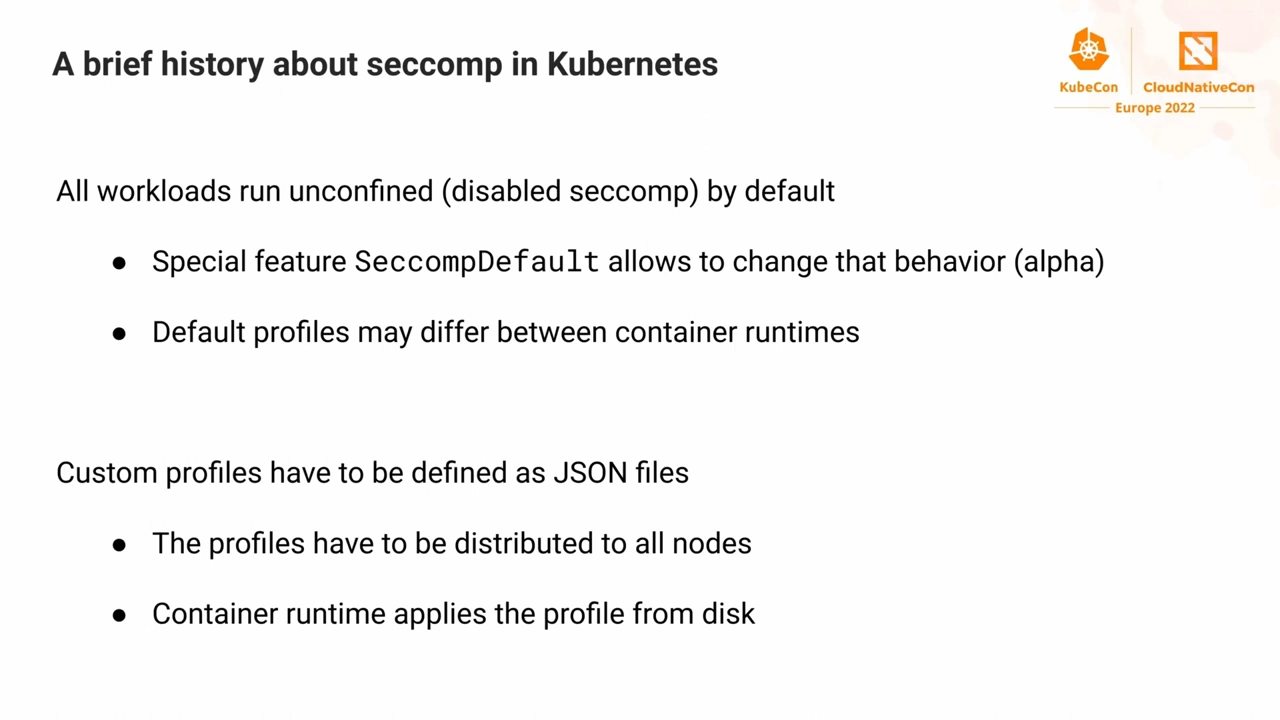 A brief history about seccomp in Kubernetes
KubeCon
CloudNativeCon
Europe 2022
All workloads run unconfined (disabled seccomp) by default
● Special feature SeccompDefault allows to change that behavior (alpha)
● Default profiles may differ between container runtimes
Custom profiles have to be defined as JSON files
● The profiles have to be distributed to all nodes
● Container runtime applies the profile from disk